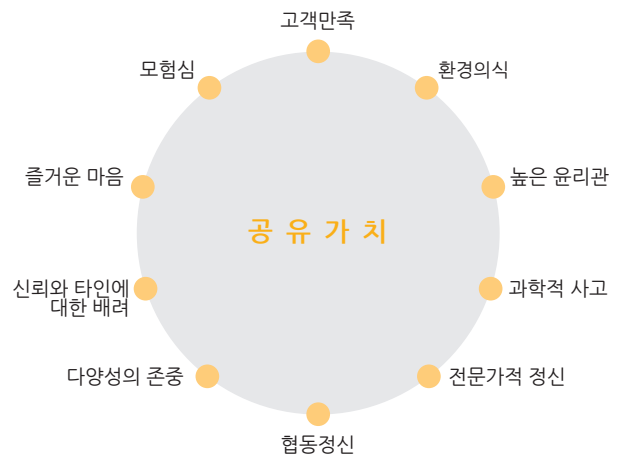 고객만족
모험심
환경의식
즐거운 마음
높은 윤리관
공유가치
신뢰와 타인에
대한 배려
과학적 사고
다양성의 존중
전문가적 정신
협동정신